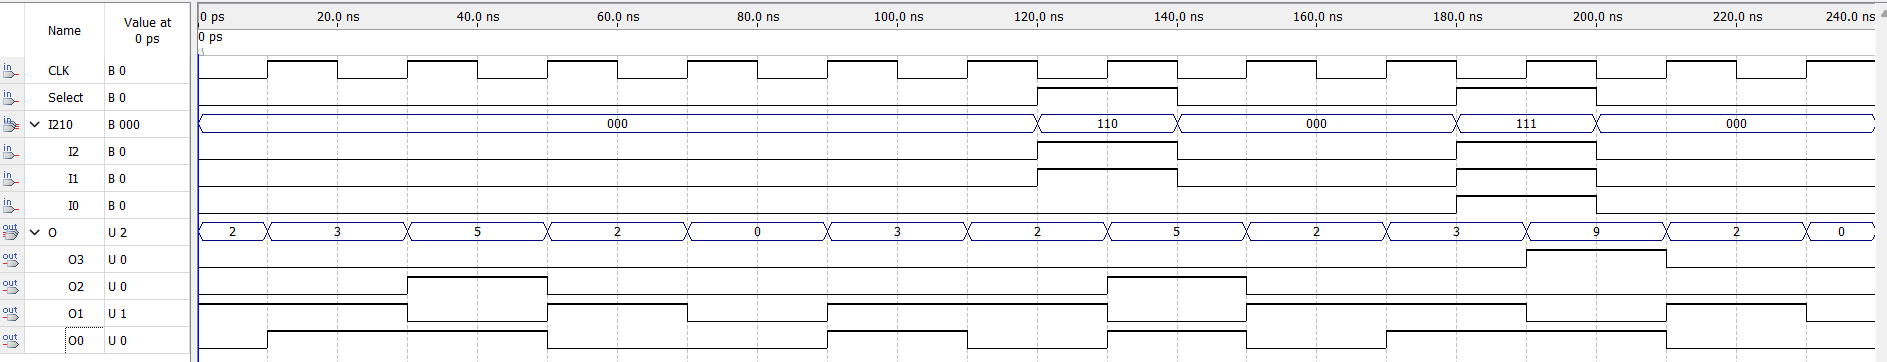 Name Value at 0 ps 0 ps 20.0 ns 40.0 ns 60.0 ns 80.0 ns 100.0 ns 120.0 ns 140.0 ns 160.0 ns 180.0 ns 200.0 ns 220.0 ns 240.0 ns
0 ps
in CLK B 0
in Select B 0
in I210 B 000 000 110 000 111 000
in I2 B 0
in I1 B 0
in I0 B 0
out O U 2 2 3 5 2 0 3 2 5 2 3 9 2 0
out O3 U 0
out O2 U 0
out O1 U 1
out O0 U 0